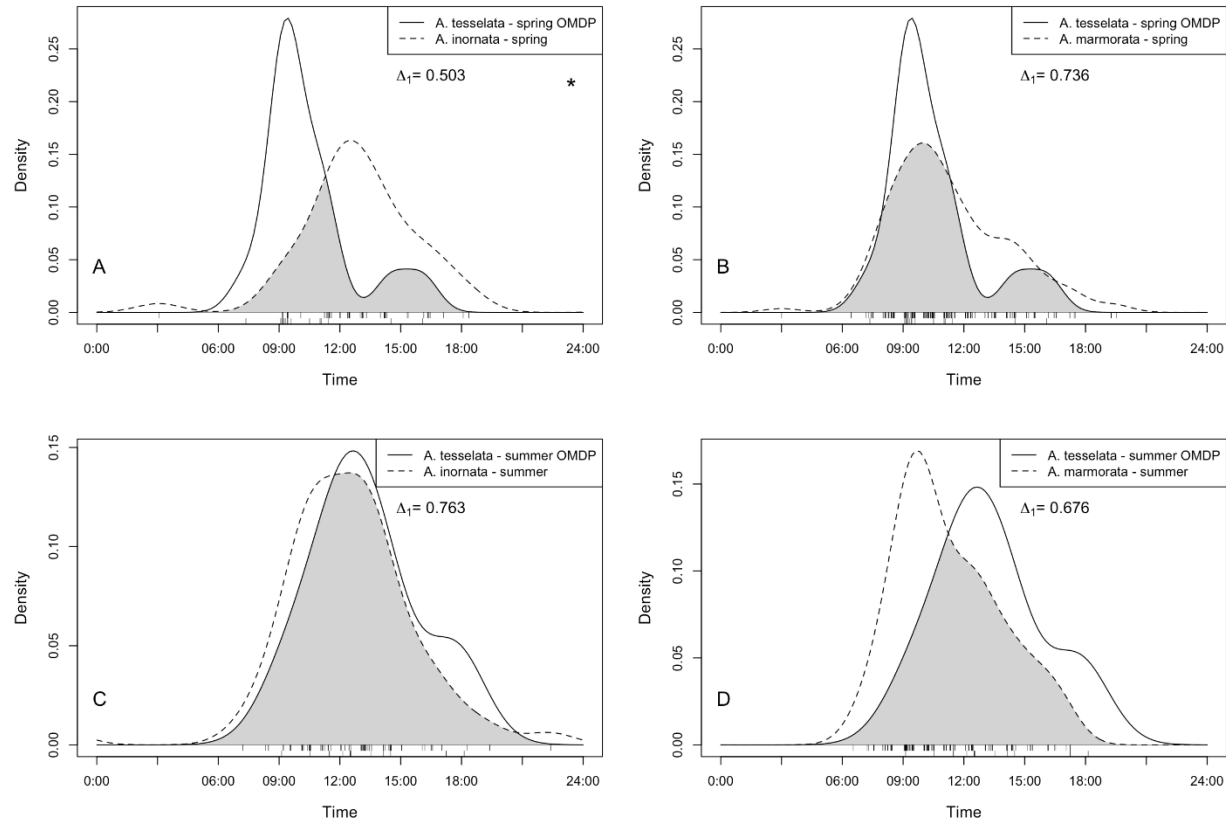 A. tesselata - spring OMDP
A. inornata - spring
Δ1= 0.503
*
A
Density
0.00
0.05
0.10
0.15
0.20
0.25
0:00
06:00
09:00
12:00
15:00
18:00
24:00
Time
A. tesselata - spring OMDP
A. marmorata - spring
Δ1= 0.736
B
Density
0.00
0.05
0.10
0.15
0.20
0.25
0:00
06:00
09:00
12:00
15:00
18:00
24:00
Time
A. tesselata - summer OMDP
A. inornata - summer
Δ1= 0.763
C
Density
0.00
0.05
0.10
0.15
0:00
06:00
09:00
12:00
15:00
18:00
24:00
Time
A. tesselata - summer OMDP
A. marmorata - summer
Δ1= 0.676
D
Density
0.00
0.05
0.10
0.15
0:00
06:00
09:00
12:00
15:00
18:00
24:00
Time